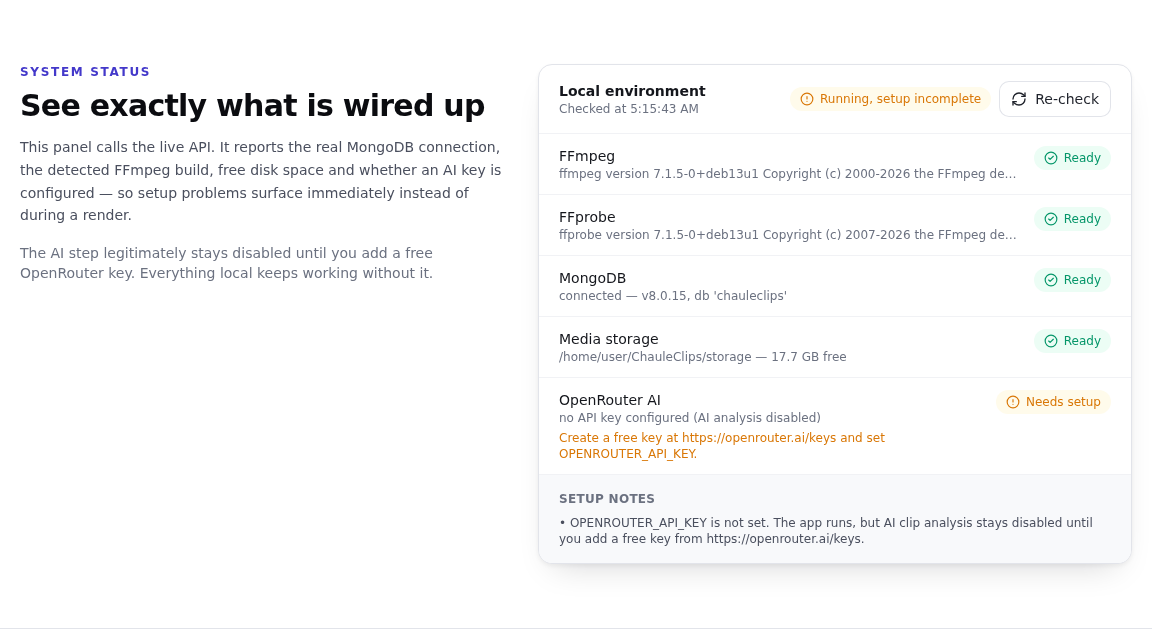 SYSTEM STATUS
See exactly what is wired up
This panel calls the live API. It reports the real MongoDB connection,
the detected FFmpeg build, free disk space and whether an AI key is
configured — so setup problems surface immediately instead of
during a render.
The AI step legitimately stays disabled until you add a free
OpenRouter key. Everything local keeps working without it.
Local environment
Checked at 5:15:43 AM
Running, setup incomplete
Re-check
FFmpeg
ffmpeg version 7.1.5-0+deb13u1 Copyright (c) 2000-2026 the FFmpeg de…
Ready
FFprobe
ffprobe version 7.1.5-0+deb13u1 Copyright (c) 2007-2026 the FFmpeg de…
Ready
MongoDB
connected — v8.0.15, db 'chauleclips'
Ready
Media storage
/home/user/ChauleClips/storage — 17.7 GB free
Ready
OpenRouter AI
no API key configured (AI analysis disabled)
Create a free key at https://openrouter.ai/keys and set
OPENROUTER_API_KEY.
Needs setup
SETUP NOTES
• OPENROUTER_API_KEY is not set. The app runs, but AI clip analysis stays disabled until
you add a free key from https://openrouter.ai/keys.